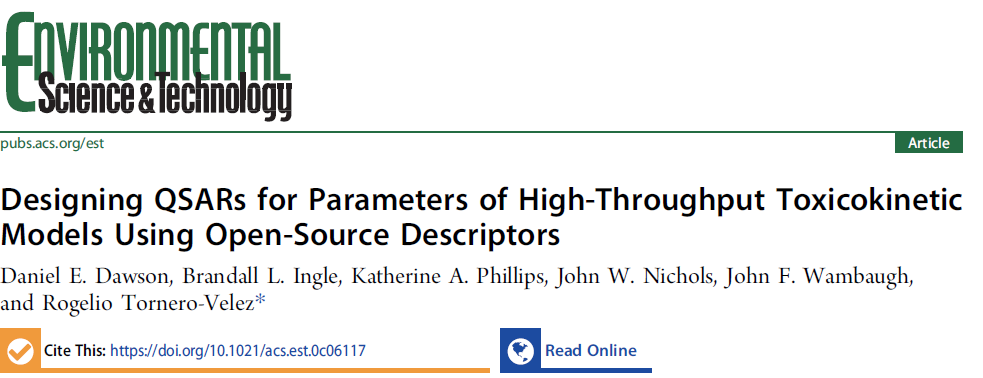 ENVIRONMENTAL
Science & Technology
pubs.acs.org/est
Article
Designing QSARs for Parameters of High-Throughput Toxicokinetic
Models Using Open-Source Descriptors
Daniel E. Dawson, Brandall L. Ingle, Katherine A. Phillips, John W. Nichols, John F. Wambaugh,
and Rogelio Tornero-Velez*
Cite This: https://doi.org/10.1021/acs.est.0c06117
Read Online